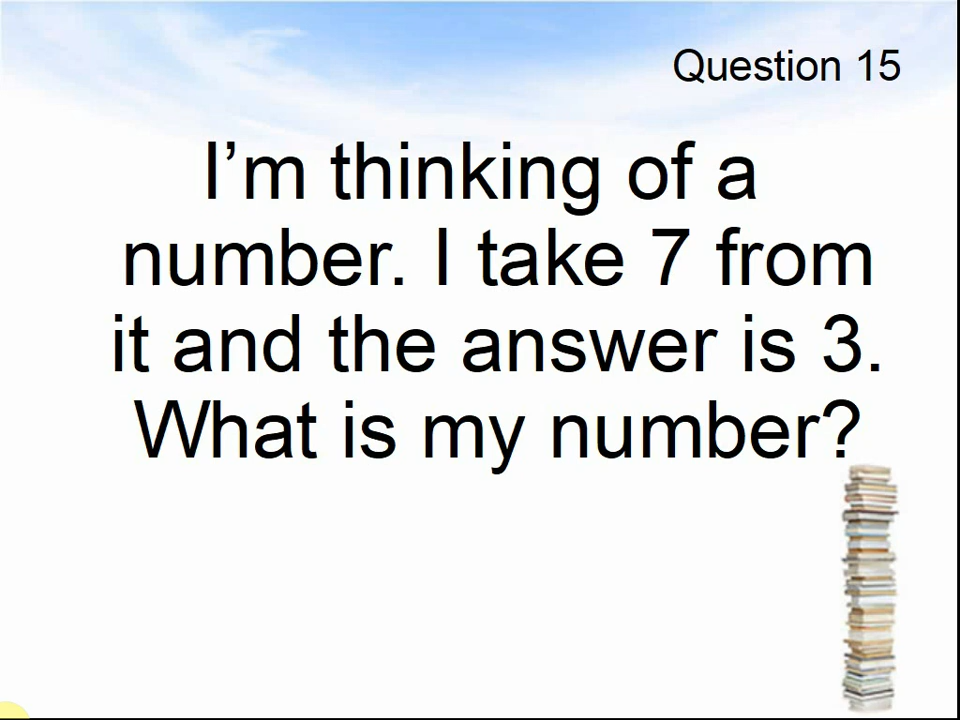 Question 15
I’m thinking of a
number. I take 7 from
it and the answer is 3.
What is my number?